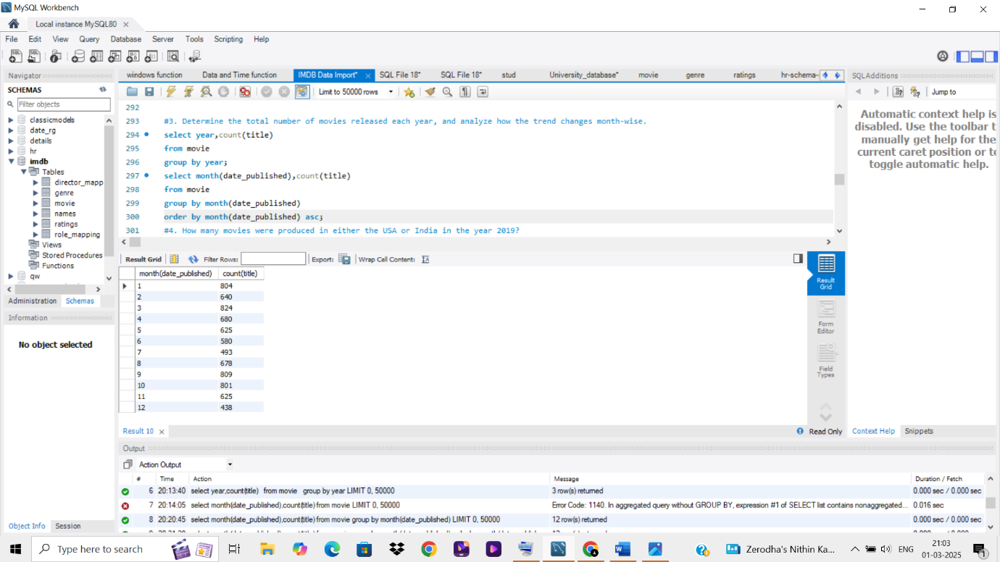 MySQL Workbench
Local instance MySQL80
File Edit View Query Database Server Tools Scripting Help
Navigator
SCHEMAS
Filter objects
classicmodels
date_rg
details
hr
imdb
Tables
director_mapp
genre
movie
names
ratings
role_mapping
Views
Stored Procedures
Functions
qw
Administration Schemas
Information
No object selected
Object Info Session
windows function Data and Time function IMDB Data Import* SQL File 18* SQL File 18* stud University_database* movie genre ratings hr-schema-
Limit to 50000 rows
292
293 #3. Determine the total number of movies released each year, and analyze how the trend changes month-wise.
294 select year,count(title)
295 from movie
296 group by year;
297 select month(date_published),count(title)
298 from movie
299 group by month(date_published)
300 order by month(date_published) asc;
301 #4. How many movies were produced in either the USA or India in the year 2019?
Result Grid Filter Rows: Export: Wrap Cell Content:
month(date_published) count(title)
1 804
2 640
3 824
4 680
5 625
6 580
7 493
8 678
9 809
10 801
11 625
12 438
Result Grid
Form Editor
Field Types
Result 10
Read Only
SQLAdditions
Jump to
Automatic context help is
disabled. Use the toolbar t
manually get help for the
current caret position or to
toggle automatic help.
Context Help Snippets
Output
Action Output
# Time Action Message Duration / Fetch
6 20:13:40 select year,count(title) from movie group by year LIMIT 0, 50000 3 row(s) returned 0.000 sec / 0.000 sec
7 20:14:05 select month(date_published),count(title) from movie LIMIT 0, 50000 Error Code: 1140. In aggregated query without GROUP BY, expression #1 of SELECT list contains nonaggregated... 0.016 sec
8 20:20:45 select month(date_published),count(title) from movie group by month(date_published) LIMIT 0, 50000 12 row(s) returned 0.000 sec / 0.000 sec
Type here to search
Zerodha's Nithin Ka...
ENG
21:03
01-03-2025
1